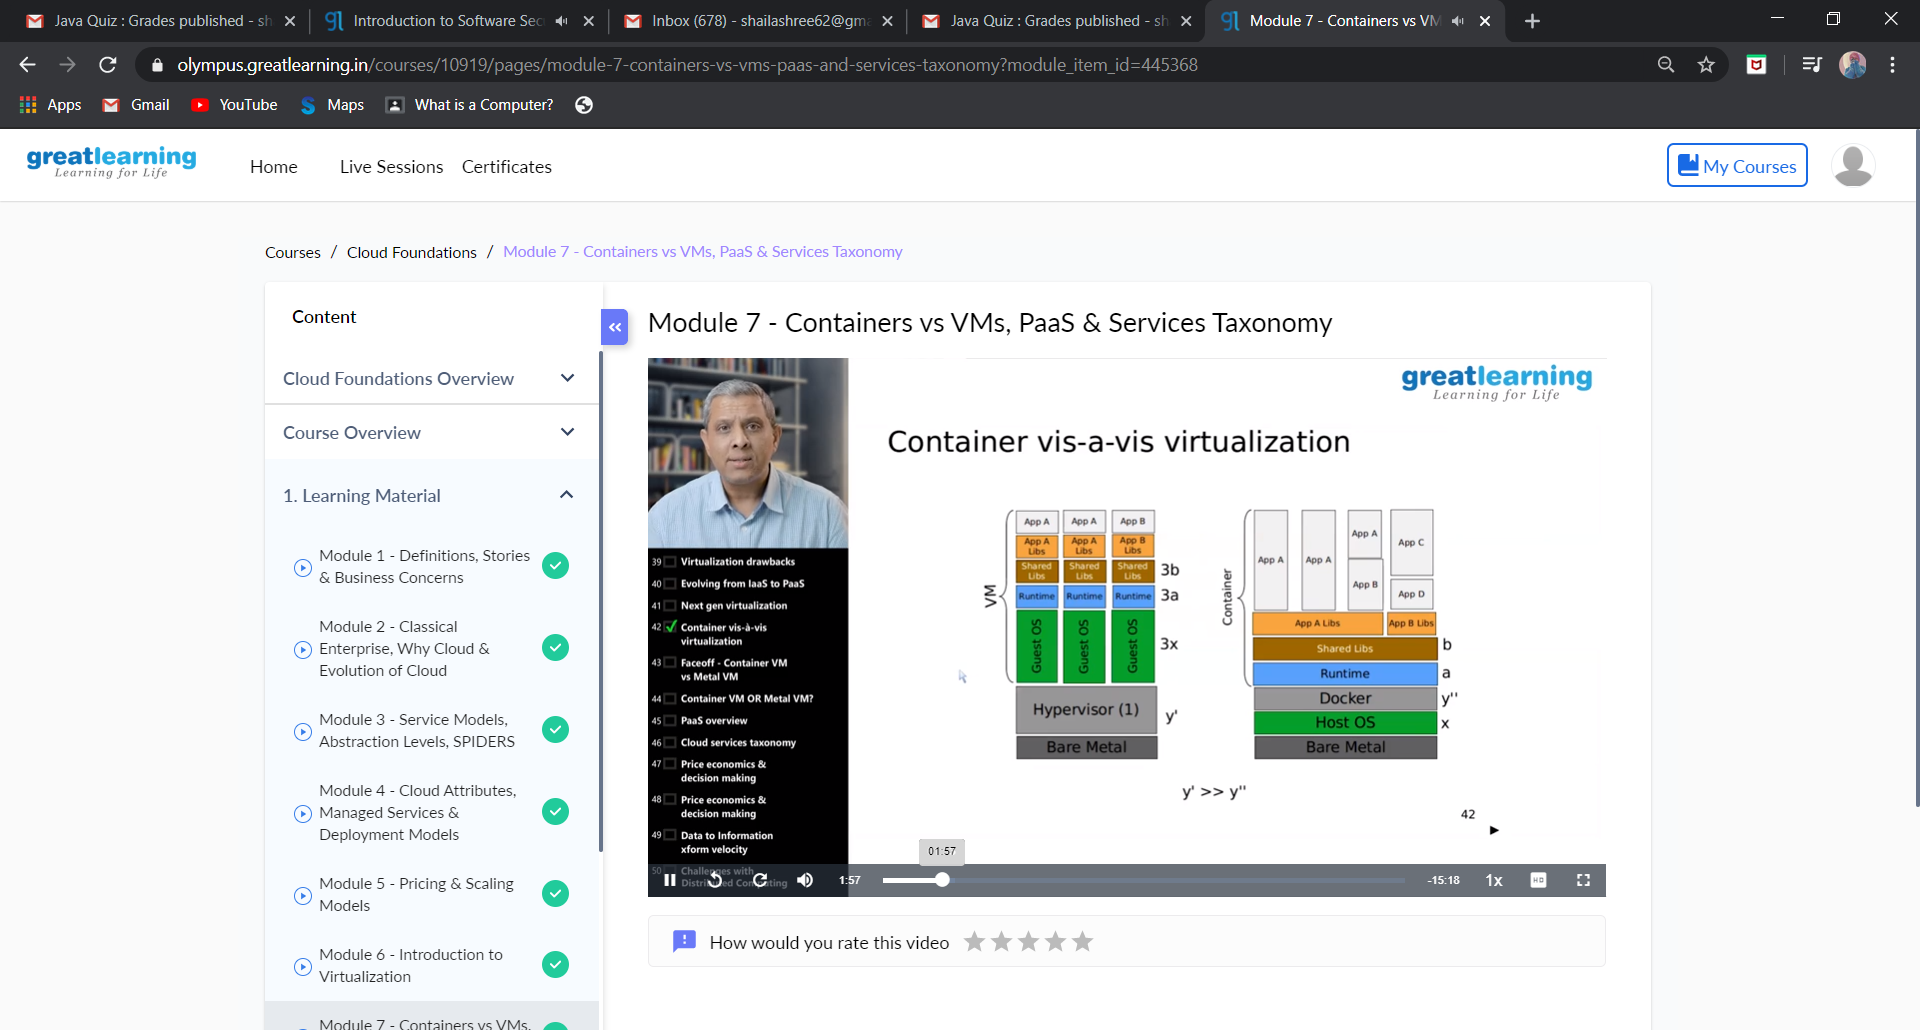 Java Quiz : Grades published - sh
Introduction to Software Sec
Inbox (678) - shailashree62@gma
Java Quiz : Grades published - sh
Module 7 - Containers vs VM
olympus.greatlearning.in/courses/10919/pages/module-7-containers-vs-vms-paas-and-services-taxonomy?module_item_id=445368
Apps
Gmail
YouTube
Maps
What is a Computer?
greatlearning
Learning for Life
Home
Live Sessions
Certificates
My Courses
Courses / Cloud Foundations / Module 7 - Containers vs VMs, PaaS & Services Taxonomy
Content
Cloud Foundations Overview
Course Overview
1. Learning Material
Module 1 - Definitions, Stories
& Business Concerns
Module 2 - Classical
Enterprise, Why Cloud &
Evolution of Cloud
Module 3 - Service Models,
Abstraction Levels, SPIDERS
Module 4 - Cloud Attributes,
Managed Services &
Deployment Models
Module 5 - Pricing & Scaling
Models
Module 6 - Introduction to
Virtualization
Module 7 - Containers vs VMs,
Module 7 - Containers vs VMs, PaaS & Services Taxonomy
greatlearning
Learning for Life
Container vis-a-vis virtualization
39 Virtualization drawbacks
40 Evolving from IaaS to PaaS
41 Next gen virtualization
42 Container vis-à-vis
virtualization
43 Faceoff - Container VM
vs Metal VM
44 Container VM OR Metal VM?
45 PaaS overview
46 Cloud services taxonomy
47 Price economics &
decision making
48 Price economics &
decision making
49 Data to Information
xform velocity
50 Challenges with
Distributed Computing
VM
App A App A App B
App A Libs App A Libs App B Libs
Shared Libs Shared Libs Shared Libs 3b
Runtime Runtime Runtime 3a
Guest OS Guest OS Guest OS 3x
Hypervisor (1) y'
Bare Metal
Container
App A App A App A App C
App B App D
App A Libs App B Libs
Shared Libs b
Runtime a
Docker y''
Host OS x
Bare Metal
y' >> y''
42
01:57
1:57
-15:18
1x
HD
How would you rate this video